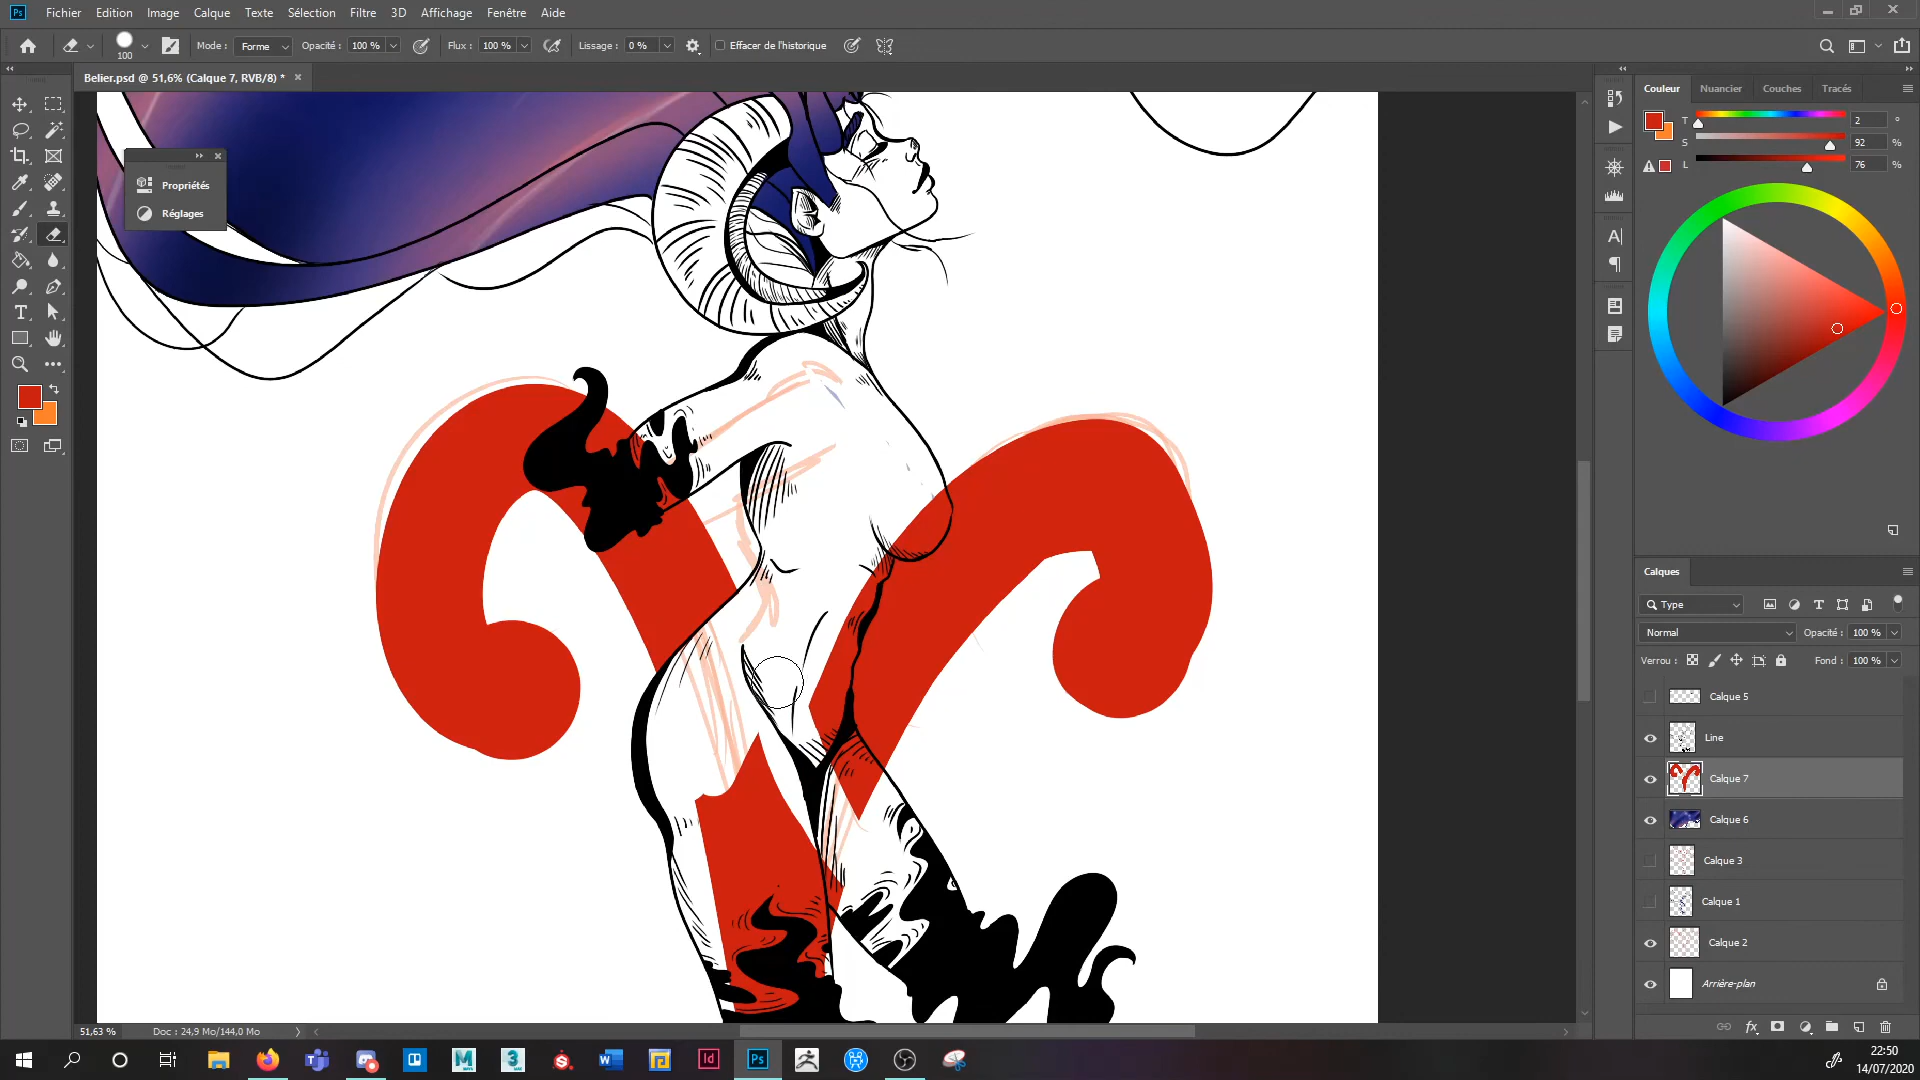 Ps Fichier Edition Image Calque Texte Sélection Filtre 3D Affichage Fenêtre Aide
100 Mode : Forme Opacité : 100 % Flux : 100 % Lissage : 0 % Effacer de l'historique
Belier.psd @ 51,6% (Calque 7, RVB/8) * ×
Propriétés
Réglages
Couleur Nuancier Couches Tracés
T 2 °
S 92 %
L 76 %
Calques
Type
Normal Opacité : 100 %
Verrou : Fond : 100 %
Calque 5
Line
Calque 7
Calque 6
Calque 3
Calque 1
Calque 2
Arrière-plan
51,63 % Doc : 24,9 Mo/144,0 Mo
22:50
14/07/2020